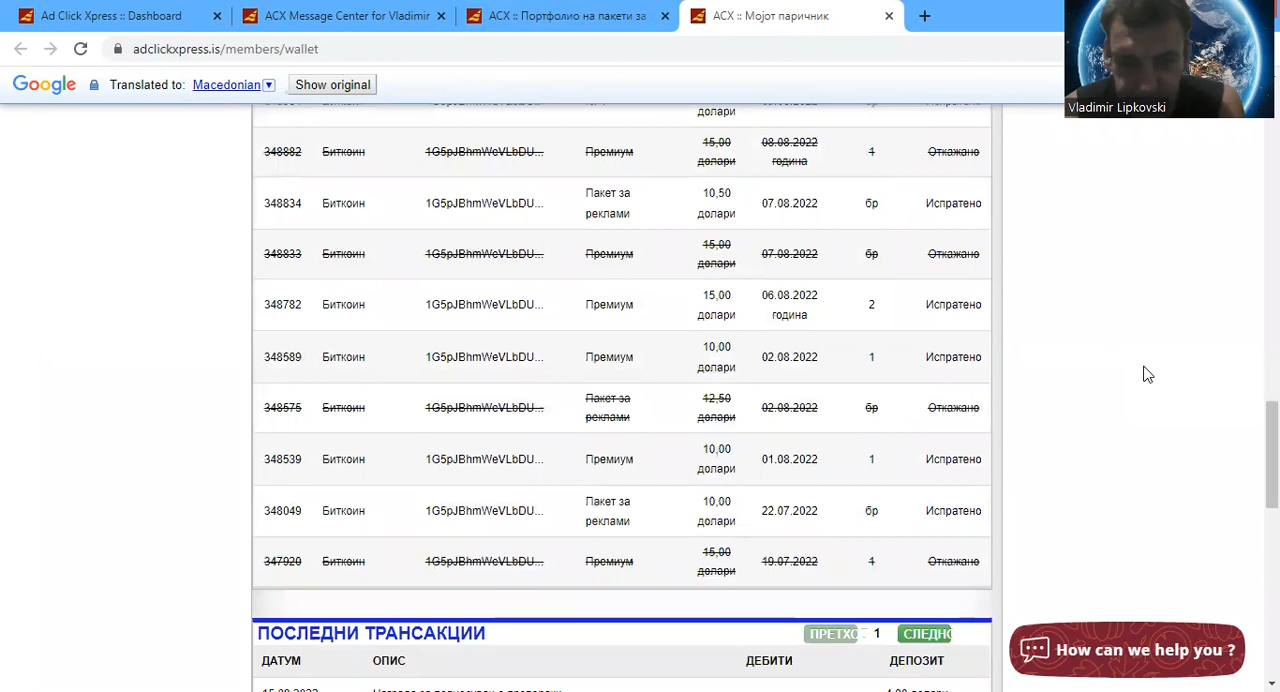 Ad Click Xpress :: Dashboard
ACX Message Center for Vladimir
ACX :: Портфолио на пакети за
ACX :: Мојот паричник
adclickxpress.is/members/wallet
Google Translated to: Macedonian Show original
Vladimir Lipkovski
долари
348882 Биткоин 1G5pJBhmWeVLbDU... Премиум 15,00 долари 08.08.2022 година 1 Откажано
348834 Биткоин 1G5pJBhmWeVLbDU... Пакет за реклами 10,50 долари 07.08.2022 бр Испратено
348833 Биткоин 1G5pJBhmWeVLbDU... Премиум 15,00 долари 07.08.2022 бр Откажано
348782 Биткоин 1G5pJBhmWeVLbDU... Премиум 15,00 долари 06.08.2022 година 2 Испратено
348589 Биткоин 1G5pJBhmWeVLbDU... Премиум 10,00 долари 02.08.2022 1 Испратено
348575 Биткоин 1G5pJBhmWeVLbDU... Пакет за реклами 12,50 долари 02.08.2022 бр Откажано
348539 Биткоин 1G5pJBhmWeVLbDU... Премиум 10,00 долари 01.08.2022 1 Испратено
348049 Биткоин 1G5pJBhmWeVLbDU... Пакет за реклами 10,00 долари 22.07.2022 бр Испратено
347920 Биткоин 1G5pJBhmWeVLbDU... Премиум 15,00 долари 19.07.2022 1 Откажано
ПОСЛЕДНИ ТРАНСАКЦИИ ПРЕТХО 1 СЛЕДНО
ДАТУМ ОПИС ДЕБИТИ ДЕПОЗИТ
How can we help you ?